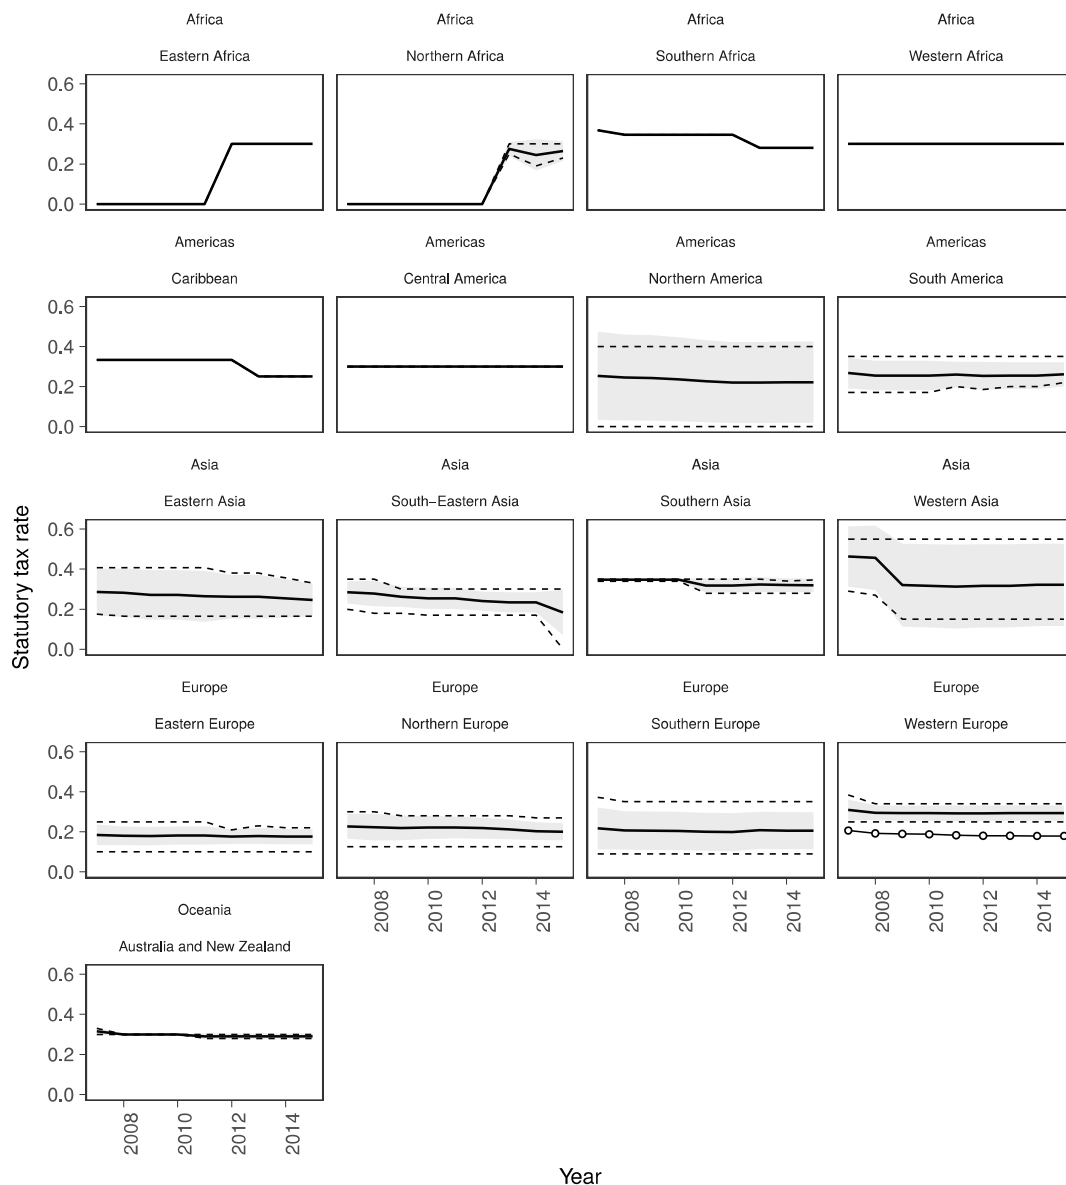 Africa
Africa
Africa
Africa
Eastern Africa
Northern Africa
Southern Africa
Western Africa
0.6
0.4
0.2
0.0
Americas
Americas
Americas
Americas
Caribbean
Central America
Northern America
South America
0.6
0.4
0.2
0.0
Asia
Asia
Asia
Asia
Eastern Asia
South−Eastern Asia
Southern Asia
Western Asia
0.6
0.4
0.2
0.0
Statutory tax rate
Europe
Europe
Europe
Europe
Eastern Europe
Northern Europe
Southern Europe
Western Europe
0.6
0.4
0.2
0.0
2008
2010
2012
2014
2008
2010
2012
2014
2008
2010
2012
2014
Oceania
Australia and New Zealand
0.6
0.4
0.2
0.0
2008
2010
2012
2014
Year